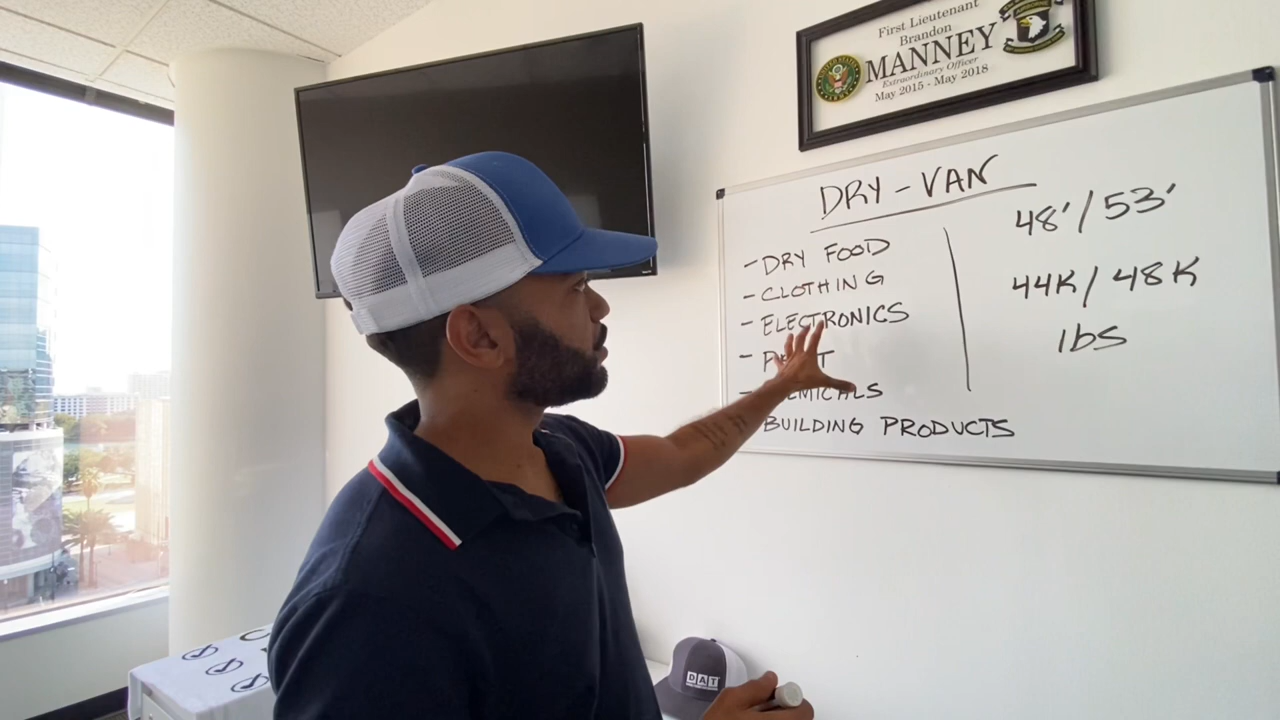 First Lieutenant
Brandon
MANNEY
Extraordinary Officer
May 2015 - May 2018
DRY - VAN
- DRY FOOD
- CLOTHING
- ELECTRONICS
- BUILDING PRODUCTS
48' / 53'
44K / 48K
lbs
DAT